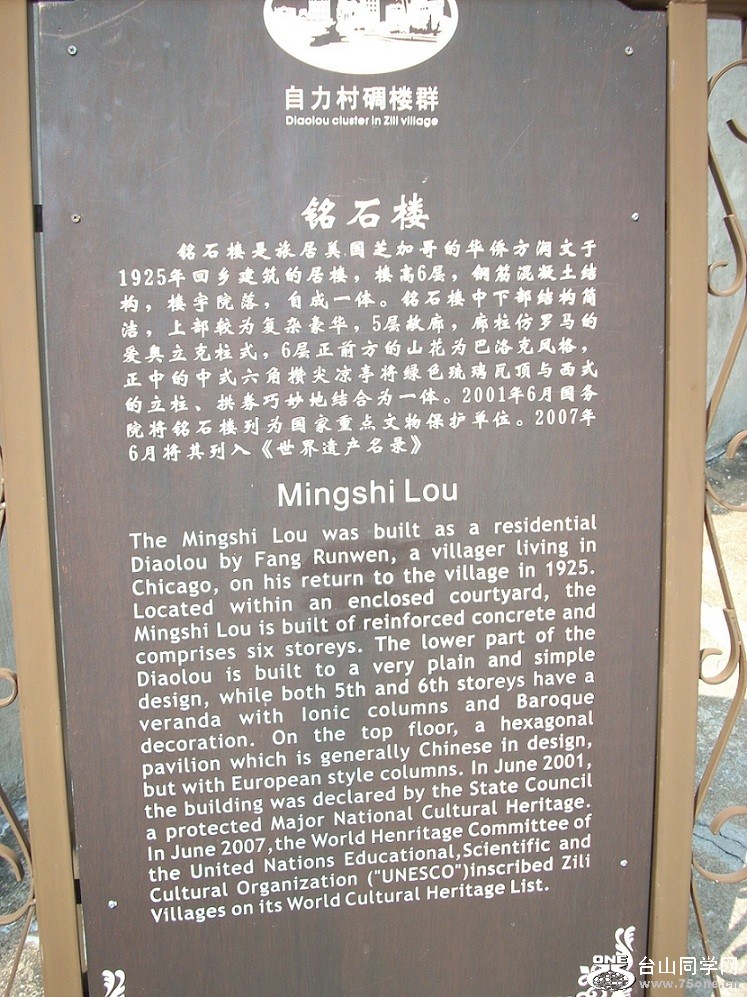 自力村碉楼群
Diaolou cluster in Zili village
铭石楼
铭石楼是旅居美国芝加哥的华侨方润文于
1925年回乡建筑的居楼，楼高6层，钢筋混凝土结
构，楼宇院落，自成一体。铭石楼中下部结构简
洁，上部较为复杂豪华，5层敞廊，廊柱仿罗马的
爱奥立克柱式，6层正前方的山花为巴洛克风格，
正中的中式六角攒尖凉亭将绿色琉璃瓦顶与西式
的立柱、拱券巧妙地结合为一体。2001年6月国务
院将铭石楼列为国家重点文物保护单位。2007年
6月将其列入《世界遗产名录》
Mingshi Lou
The Mingshi Lou was built as a residential
Diaolou by Fang Runwen, a villager living in
Chicago, on his return to the village in 1925.
Located within an enclosed courtyard, the
Mingshi Lou is built of reinforced concrete and
comprises six storeys. The lower part of the
Diaolou is built to a very plain and simple
design, while both 5th and 6th storeys have a
veranda with Ionic columns and Baroque
decoration. On the top floor, a hexagonal
pavilion which is generally Chinese in design,
but with European style columns. In June 2001,
the building was declared by the State Council
a protected Major National Cultural Heritage.
In June 2007,the World Henritage Committee of
the United Nations Educational,Scientific and
Cultural Organization ("UNESCO")inscribed Zili
Villages on its World Cultural Heritage List.
ONE
台山同学网
www.75one.cn